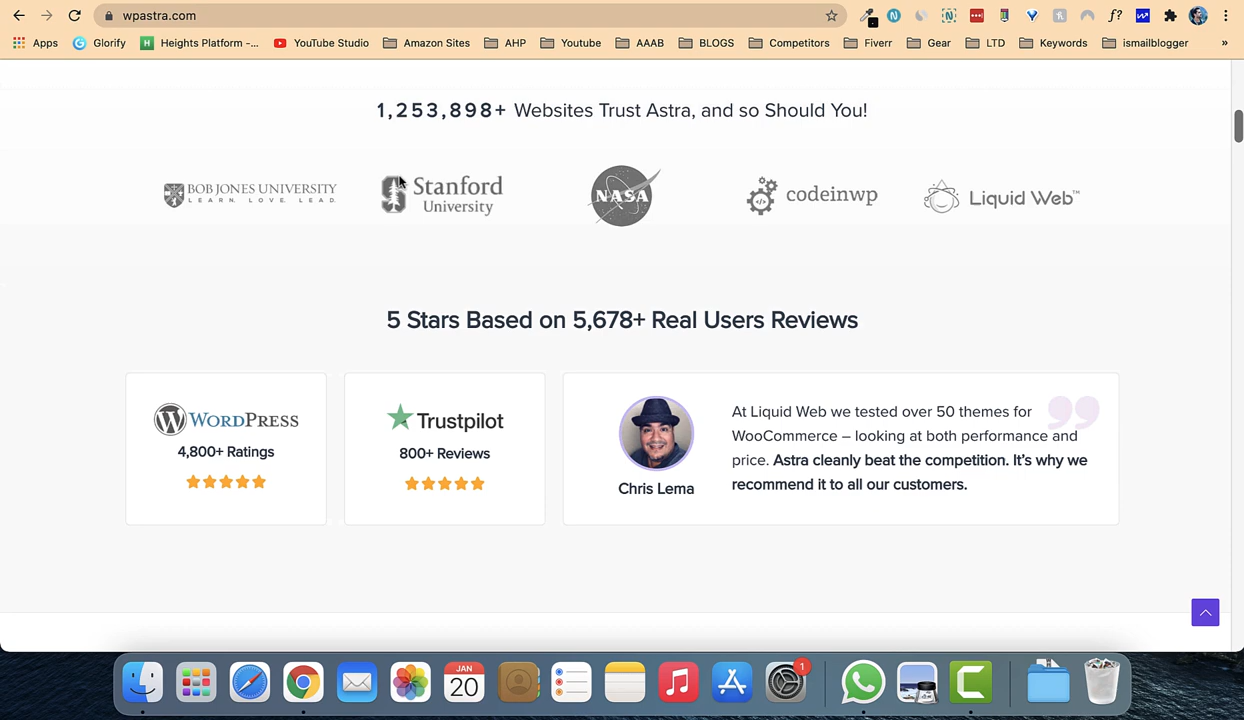 wpastra.com
Apps Glorify Heights Platform -... YouTube Studio Amazon Sites AHP Youtube AAAB BLOGS Competitors Fiverr Gear LTD Keywords ismailblogger »
1,253,898+ Websites Trust Astra, and so Should You!
BOB JONES UNIVERSITY
LEARN. LOVE. LEAD.
Stanford
University
NASA
codeinwp
Liquid Web™
5 Stars Based on 5,678+ Real Users Reviews
WORDPRESS
4,800+ Ratings
Trustpilot
800+ Reviews
Chris Lema
At Liquid Web we tested over 50 themes for
WooCommerce – looking at both performance and
price. Astra cleanly beat the competition. It's why we
recommend it to all our customers.
JAN
20
1